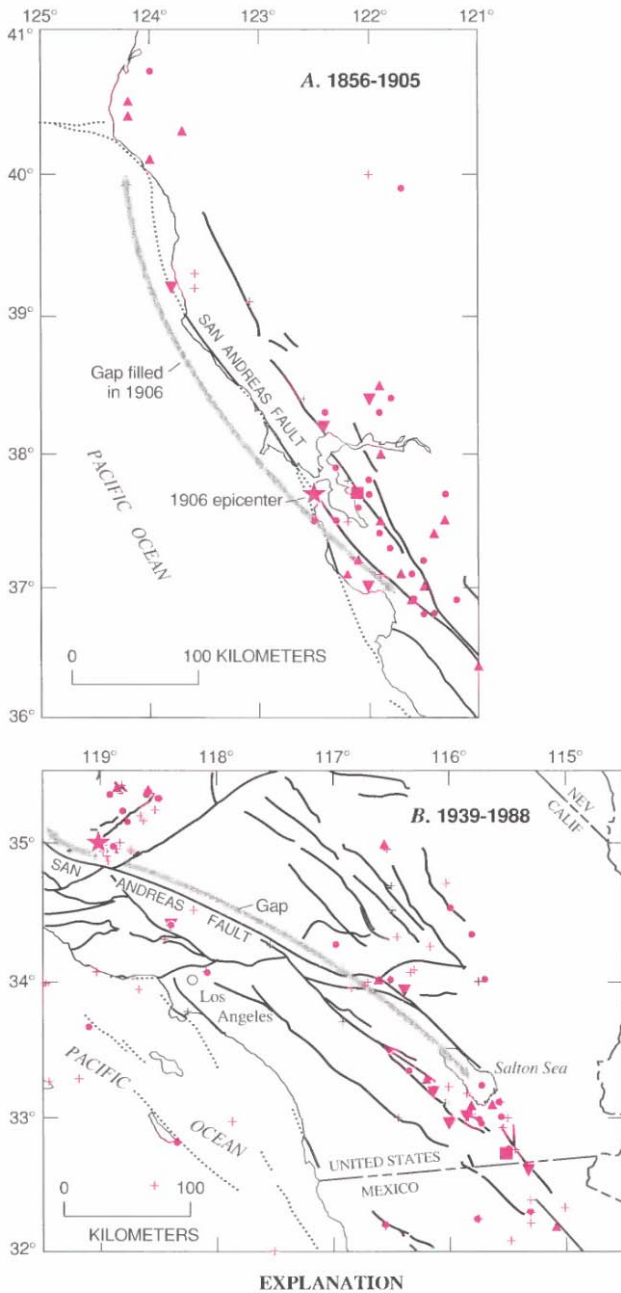 125° 124° 123° 122° 121°
41°
A. 1856-1905
40°
39°
SAN ANDREAS FAULT
Gap filled
in 1906
38°
PACIFIC OCEAN
1906 epicenter
37°
0 100 KILOMETERS
36°
119° 118° 117° 116° 115°
NEV
CALIF
B. 1939-1988
35°
SAN ANDREAS FAULT
Gap
34°
Los
Angeles
Salton Sea
PACIFIC OCEAN
33°
UNITED STATES
MEXICO
0 100
KILOMETERS
32°
EXPLANATION